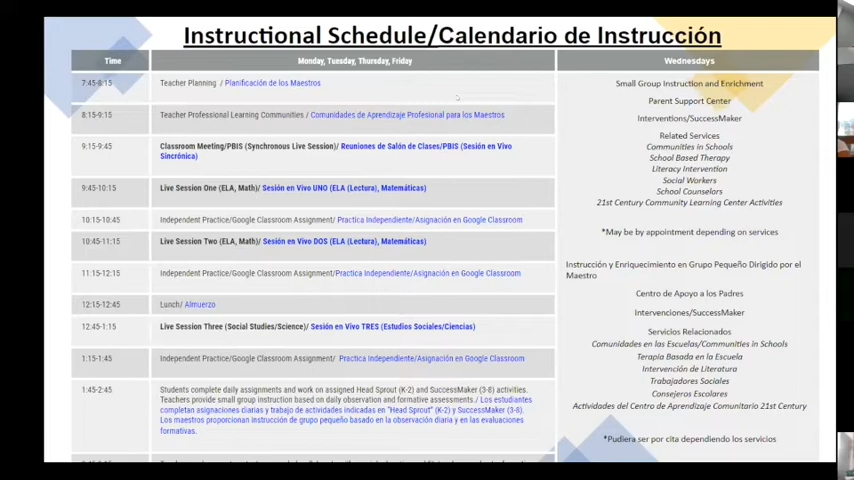 Instructional Schedule/Calendario de Instrucción
Time
Monday, Tuesday, Thursday, Friday
Wednesdays
7:45-8:15
Teacher Planning / Planificación de los Maestros
8:15-9:15
Teacher Professional Learning Communities / Comunidades de Aprendizaje Profesional para los Maestros
9:15-9:45
Classroom Meeting/PBIS (Synchronous Live Session)/ Reuniones de Salón de Clases/PBIS (Sesión en Vivo
Sincrónica)
9:45-10:15
Live Session One (ELA, Math)/ Sesión en Vivo UNO (ELA (Lectura), Matemáticas)
10:15-10:45
Independent Practice/Google Classroom Assignment/ Practica Independiente/Asignación en Google Classroom
10:45-11:15
Live Session Two (ELA, Math)/ Sesión en Vivo DOS (ELA (Lectura), Matemáticas)
11:15-12:15
Independent Practice/Google Classroom Assignment/Practica Independiente/Asignación en Google Classroom
12:15-12:45
Lunch/ Almuerzo
12:45-1:15
Live Session Three (Social Studies/Science)/ Sesión en Vivo TRES (Estudios Sociales/Ciencias)
1:15-1:45
Independent Practice/Google Classroom Assignment/ Practica Independiente/Asignación en Google Classroom
1:45-2:45
Students complete daily assignments and work on assigned Head Sprout (K-2) and SuccessMaker (3-8) activities.
Teachers provide small group instruction based on daily observation and formative assessments./ Los estudiantes
completan asignaciones diarias y trabajo de actividades indicadas en "Head Sprout" (K-2) y SuccessMaker (3-8).
Los maestros proporcionan instrucción de grupo pequeño basado en la observación diaria y en las evaluaciones
formativas.
Small Group Instruction and Enrichment
Parent Support Center
Interventions/SuccessMaker
Related Services
Communities in Schools
School Based Therapy
Literacy Intervention
Social Workers
School Counselors
21st Century Community Learning Center Activities
*May be by appointment depending on services
Instrucción y Enriquecimiento en Grupo Pequeño Dirigido por el
Maestro
Centro de Apoyo a los Padres
Intervenciones/SuccessMaker
Servicios Relacionados
Comunidades en las Escuelas/Communities in Schools
Terapia Basada en la Escuela
Intervención de Literatura
Trabajadores Sociales
Consejeros Escolares
Actividades del Centro de Aprendizaje Comunitario 21st Century
*Pudiera ser por cita dependiendo los servicios